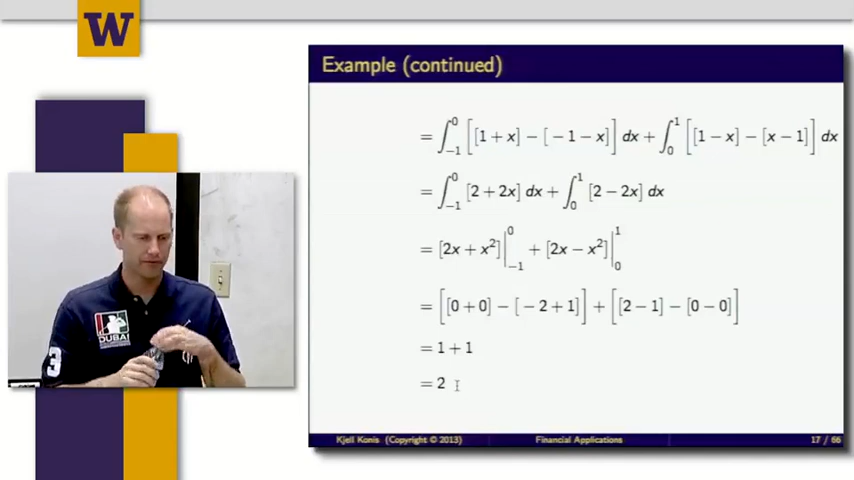 W
Example (continued)
= ∫_{-1}^{0} [[1 + x] − [ − 1 − x]] dx + ∫_{0}^{1} [[1 − x] − [x − 1]] dx
= ∫_{-1}^{0} [2 + 2x] dx + ∫_{0}^{1} [2 − 2x] dx
= [2x + x²]|_{-1}^{0} + [2x − x²]|_{0}^{1}
= [[0 + 0] − [ − 2 + 1]] + [[2 − 1] − [0 − 0]]
= 1 + 1
= 2
DUBAI
3
Kjell Konis (Copyright © 2013) Financial Applications 17 / 66